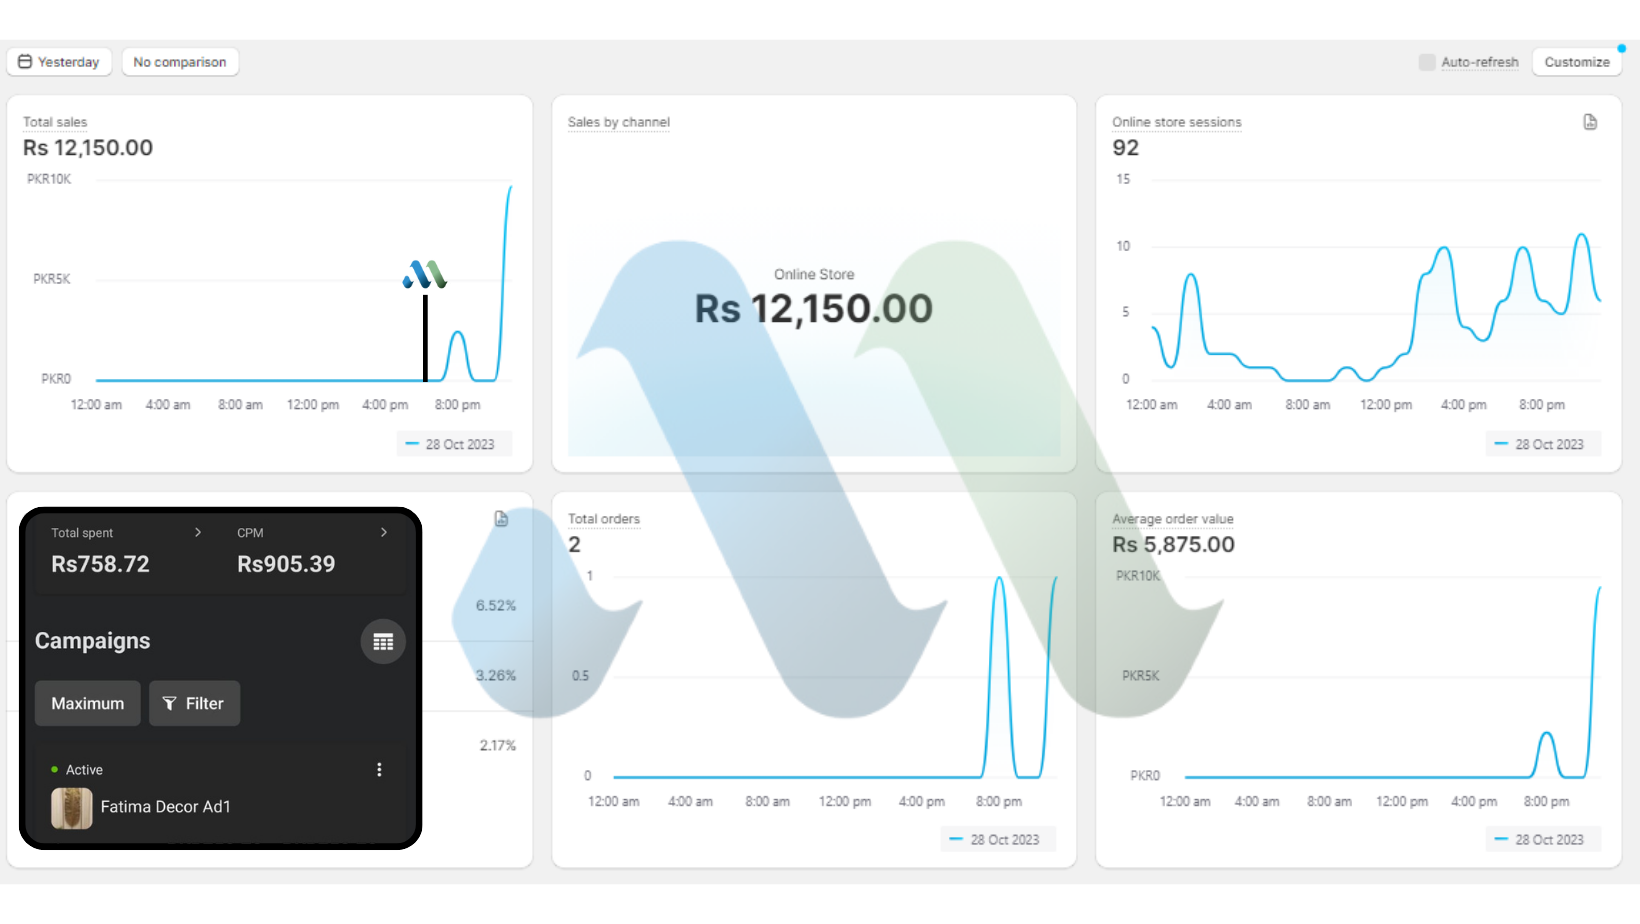 Yesterday
No comparison
Auto-refresh
Customize
Total sales
Rs 12,150.00
PKR10K
PKR5K
PKR0
12:00 am 4:00 am 8:00 am 12:00 pm 4:00 pm 8:00 pm
28 Oct 2023
Sales by channel
Online Store
Rs 12,150.00
Online store sessions
92
15
10
5
0
12:00 am 4:00 am 8:00 am 12:00 pm 4:00 pm 8:00 pm
28 Oct 2023
Total spent
Rs758.72
CPM
Rs905.39
Campaigns
Maximum
Filter
Active
Fatima Decor Ad1
6.52%
3.26%
2.17%
Total orders
2
1
0.5
0
12:00 am 4:00 am 8:00 am 12:00 pm 4:00 pm 8:00 pm
28 Oct 2023
Average order value
Rs 5,875.00
PKR10K
PKR5K
PKR0
12:00 am 4:00 am 8:00 am 12:00 pm 4:00 pm 8:00 pm
28 Oct 2023